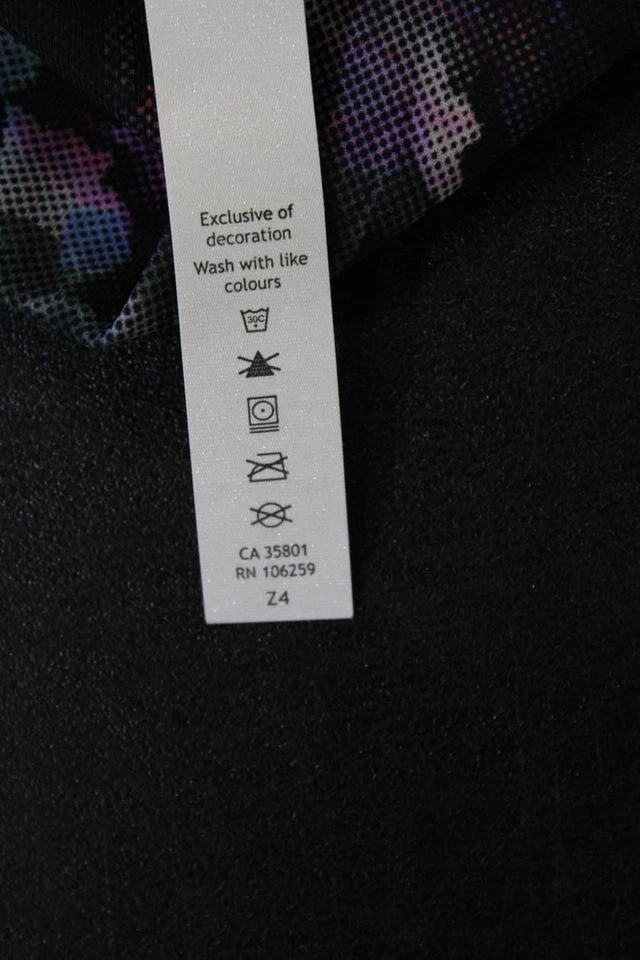 Exclusive of
decoration
Wash with like
colours
30C
CA 35801
RN 106259
Z4